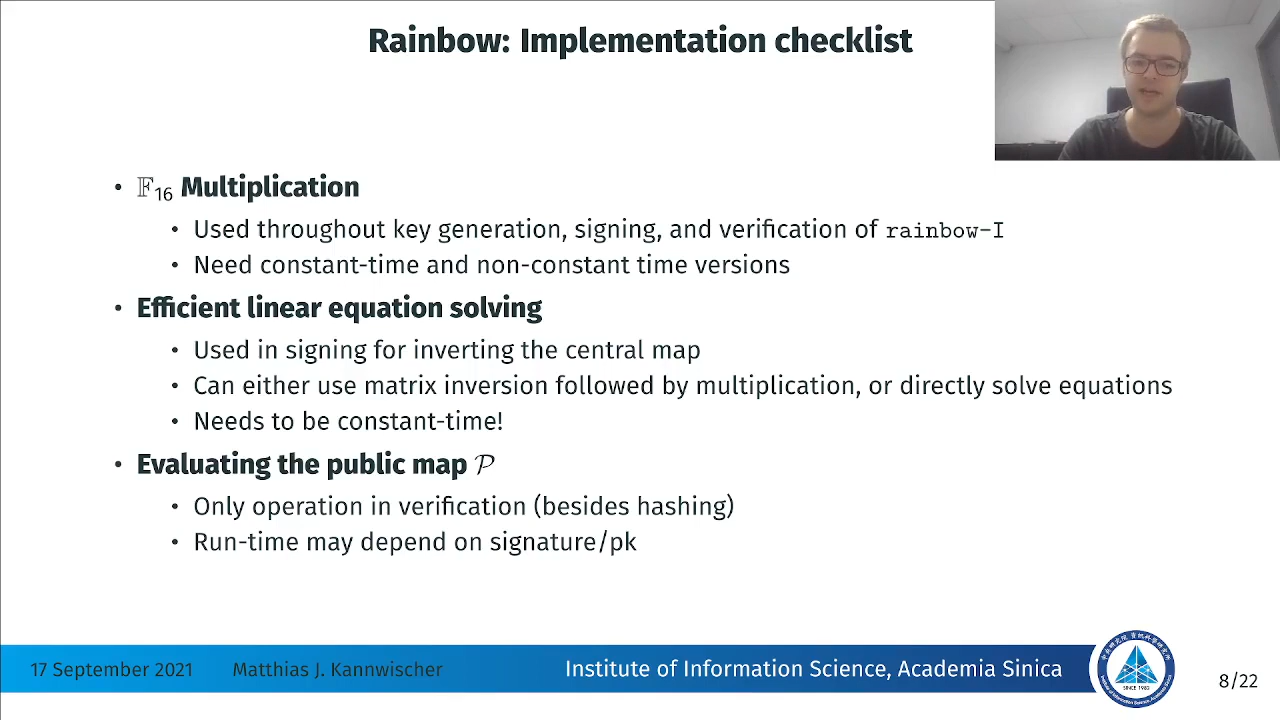 Rainbow: Implementation checklist
• 𝔽₁₆ Multiplication
• Used throughout key generation, signing, and verification of rainbow-I
• Need constant-time and non-constant time versions
• Efficient linear equation solving
• Used in signing for inverting the central map
• Can either use matrix inversion followed by multiplication, or directly solve equations
• Needs to be constant-time!
• Evaluating the public map 𝒫
• Only operation in verification (besides hashing)
• Run-time may depend on signature/pk
17 September 2021 Matthias J. Kannwischer Institute of Information Science, Academia Sinica
SINCE 1982
8/22